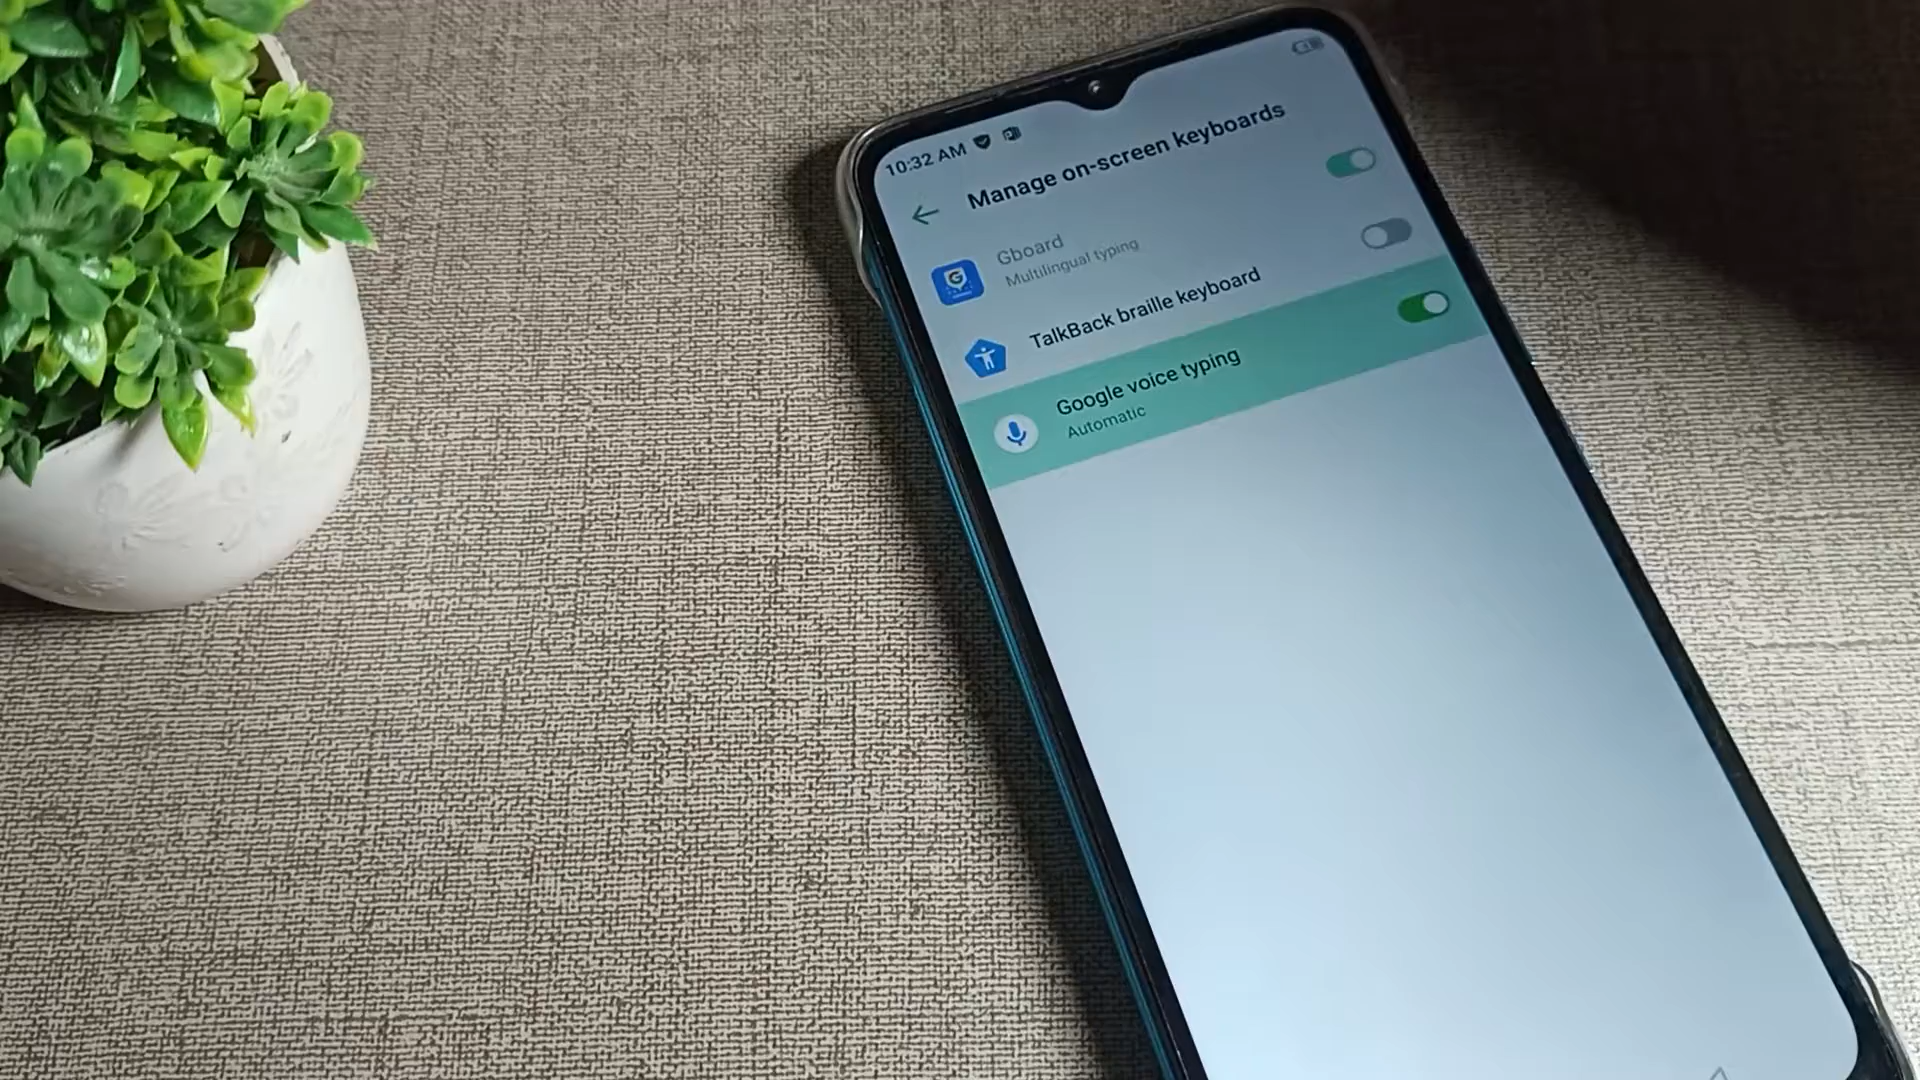 10:32 AM
Manage on-screen keyboards
Gboard
Multilingual typing
TalkBack braille keyboard
Google voice typing
Automatic